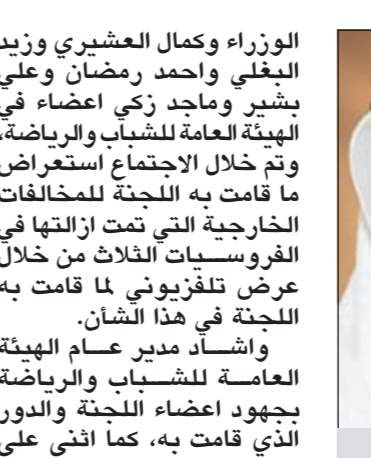 الوزراء وكمال العشيري وزيد
البغلي واحمد رمضان وعلي
بشير وماجد زكي اعضاء في
الهيئة العامة للشباب والرياضة،
وتم خلال الاجتماع استعراض
ما قامت به اللجنة للمخالفات
الخارجية التي تمت ازالتها في
الفروسيات الثلاث من خلال
عرض تلفزيوني لما قامت به
اللجنة في هذا الشأن.
واشاد مدير عام الهيئة
العامة للشباب والرياضة
بجهود اعضاء اللجنة والدور
الذي قامت به، كما اثنى على